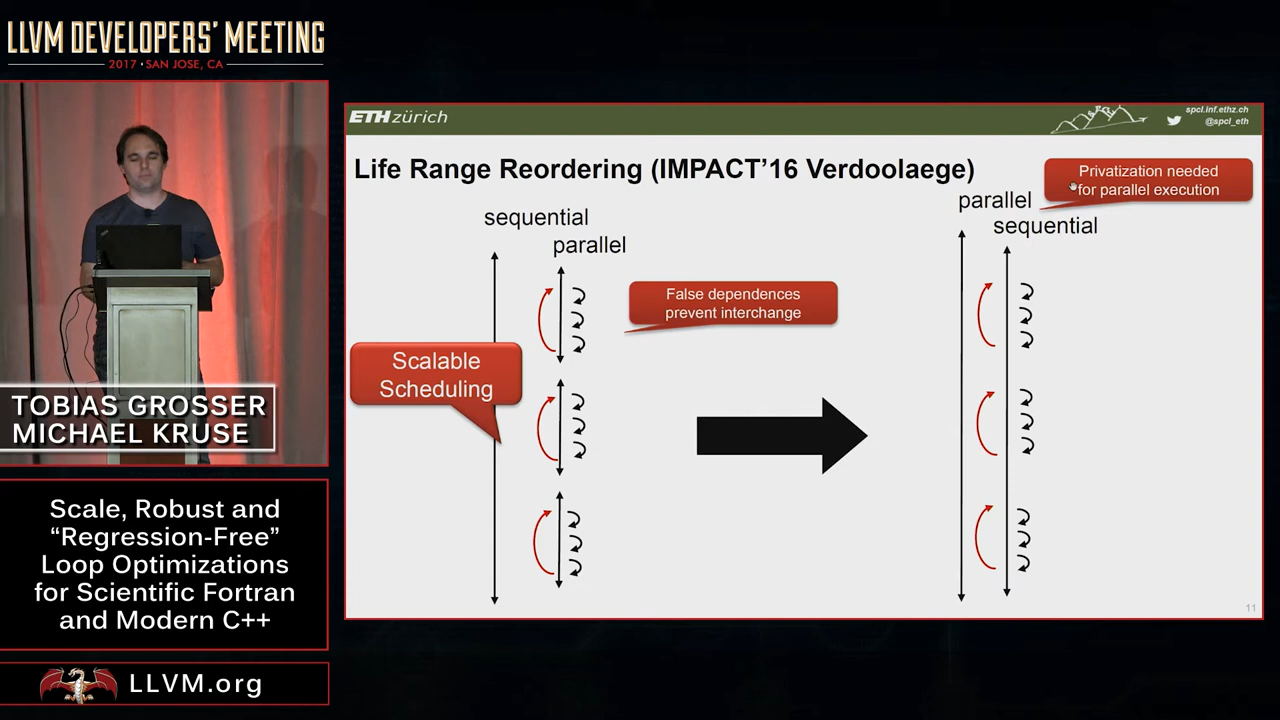 LLVM DEVELOPERS' MEETING
2017 · SAN JOSE, CA
TOBIAS GROSSER
MICHAEL KRUSE
Scale, Robust and
“Regression-Free”
Loop Optimizations
for Scientific Fortran
and Modern C++
LLVM.org
ETH zürich
spcl.inf.ethz.ch
@spcl_eth
Life Range Reordering (IMPACT’16 Verdoolaege)
Privatization needed
for parallel execution
sequential
parallel
parallel
sequential
False dependences
prevent interchange
Scalable
Scheduling
11